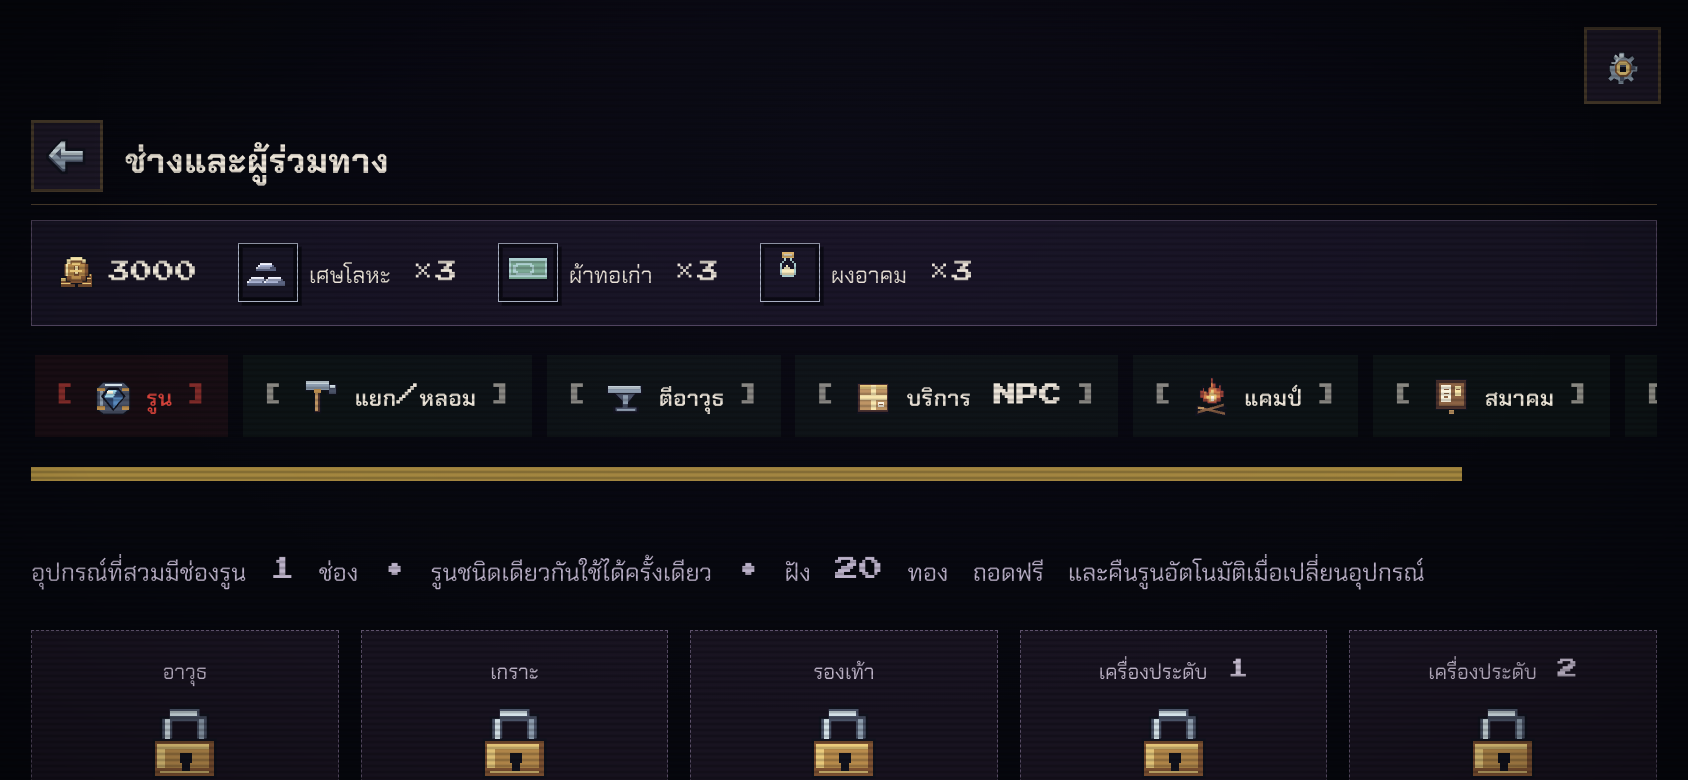 ช่างและผู้ร่วมทาง
3000 เศษโลหะ ×3 ผ้าทอเก่า ×3 ผงอาคม ×3
[ รูน ] [ แยก/หลอม ] [ ตีอาวุธ ] [ บริการ NPC ] [ แคมป์ ] [ สมาคม ] [
อุปกรณ์ที่สวมมีช่องรูน 1 ช่อง • รูนชนิดเดียวกันใช้ได้ครั้งเดียว • ฝัง 20 ทอง ถอดฟรี และคืนรูนอัตโนมัติเมื่อเปลี่ยนอุปกรณ์
อาวุธ เกราะ รองเท้า เครื่องประดับ 1 เครื่องประดับ 2